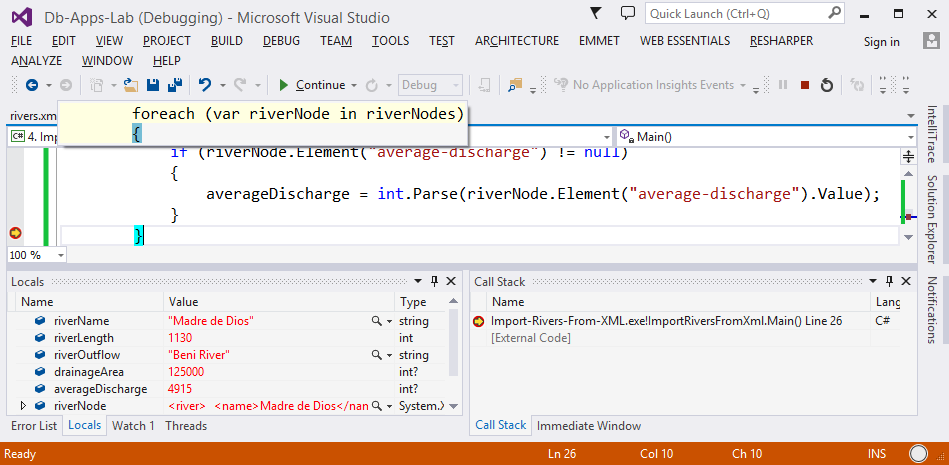 Db-Apps-Lab (Debugging) - Microsoft Visual Studio
Quick Launch (Ctrl+Q)
FILE EDIT VIEW PROJECT BUILD DEBUG TEAM TOOLS TEST ARCHITECTURE EMMET WEB ESSENTIALS RESHARPER Sign in
ANALYZE WINDOW HELP
Continue Debug No Application Insights Events
rivers.xm
foreach (var riverNode in riverNodes)
{
C# 4. Imp
Main()
if (riverNode.Element("average-discharge") != null)
{
averageDischarge = int.Parse(riverNode.Element("average-discharge").Value);
}
}
100 %
IntelliTrace
Solution Explorer
Notifications
Locals
Name Value Type
riverName "Madre de Dios" string
riverLength 1130 int
riverOutflow "Beni River" string
drainageArea 125000 int?
averageDischarge 4915 int?
riverNode <river> <name>Madre de Dios</nan System.X
Error List Locals Watch 1 Threads
Call Stack
Name Lang
Import-Rivers-From-XML.exe!ImportRiversFromXml.Main() Line 26 C#
[External Code]
Call Stack Immediate Window
Ready Ln 26 Col 10 Ch 10 INS